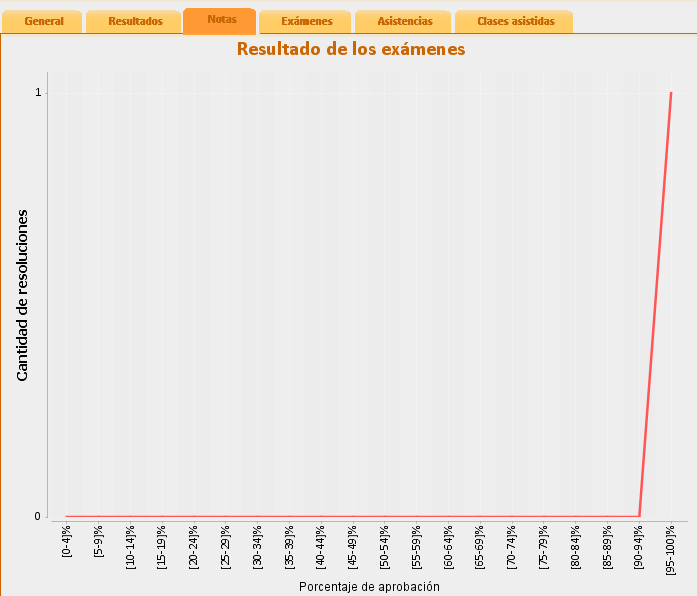 General Resultados Notas Exámenes Asistencias Clases asistidas
Resultado de los exámenes
Cantidad de resoluciones
1
0
[0-4]% [5-9]% [10-14]% [15-19]% [20-24]% [25-29]% [30-34]% [35-39]% [40-44]% [45-49]% [50-54]% [55-59]% [60-64]% [65-69]% [70-74]% [75-79]% [80-84]% [85-89]% [90-94]% [95-100]%
Porcentaje de aprobación